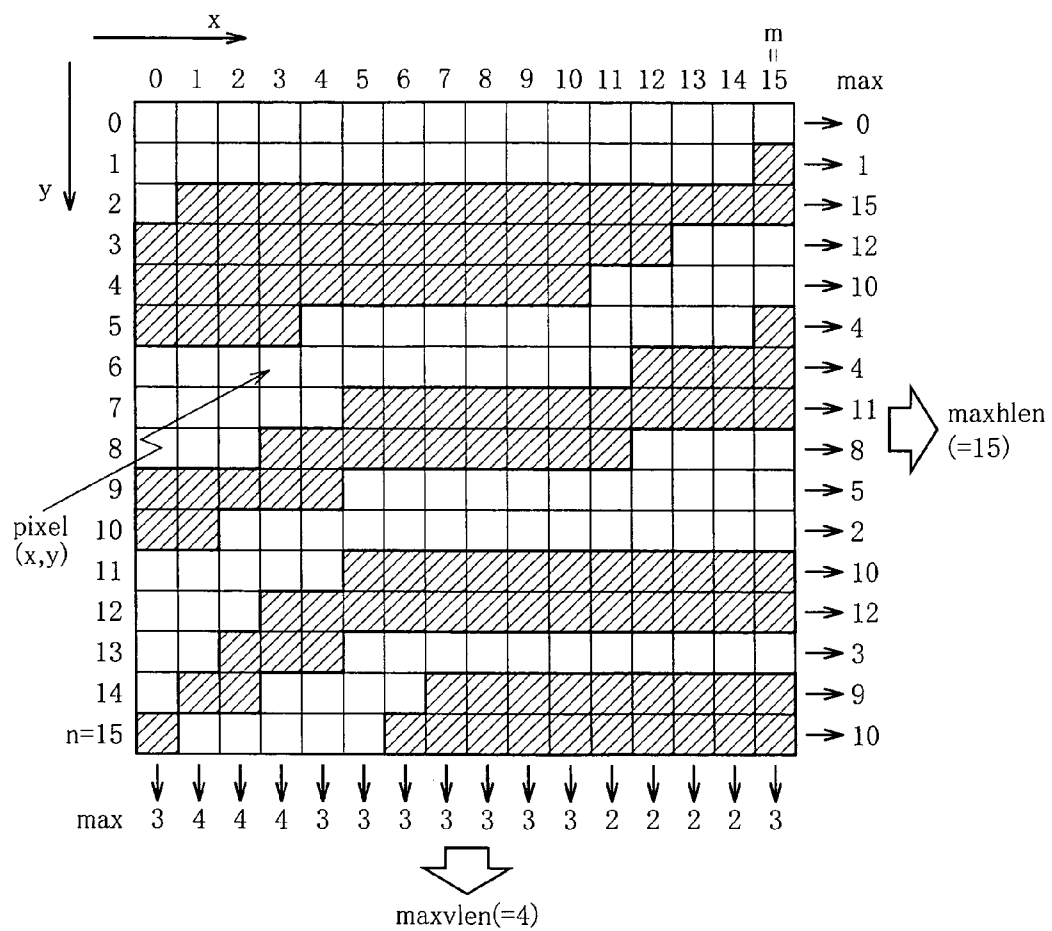 x
m
=
0 1 2 3 4 5 6 7 8 9 10 11 12 13 14 15 max
y
0 0
1 1
2 15
3 12
4 10
5 4
6 4
7 11
8 8
9 5
10 2
11 10
12 12
13 3
14 9
n=15 10
maxhlen
(=15)
pixel
(x,y)
max 3 4 4 4 3 3 3 3 3 3 3 2 2 2 2 3
maxvlen(=4)